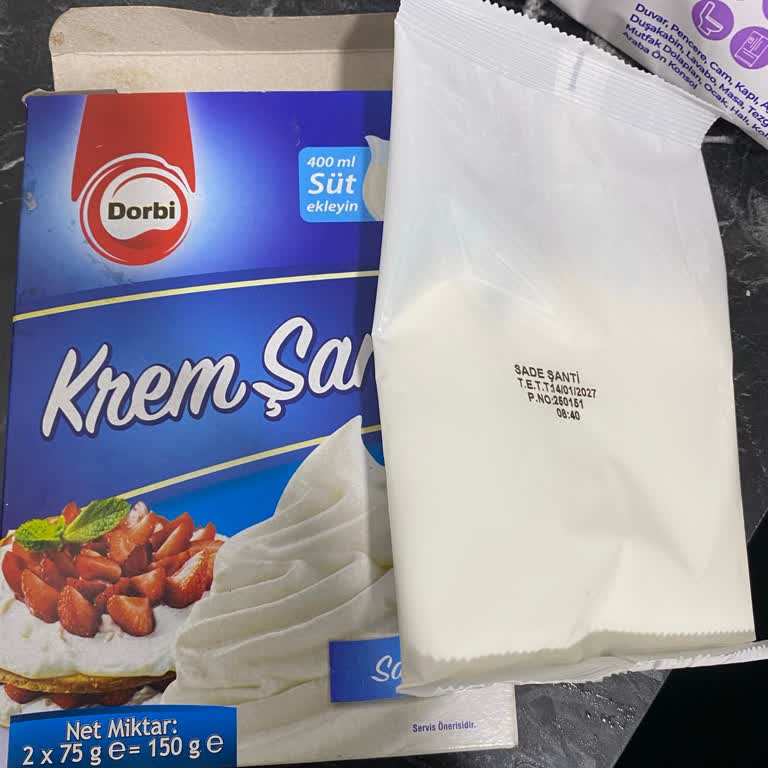 Dorbi
400 ml
Süt
ekleyin
Krem Şan
SADE ŞANTİ
T.E.T.T:14/01/2027
P.NO:250151
08:40
Net Miktar:
2 x 75 g ℮= 150 g ℮
Servis Önerisidir.
Duvar, Pencere, Cam, Kapı,
Duşakabin, Lavabo, Masa,
Mutfak Dolapları, Ocak, Halı,
Araba Ön Konsol